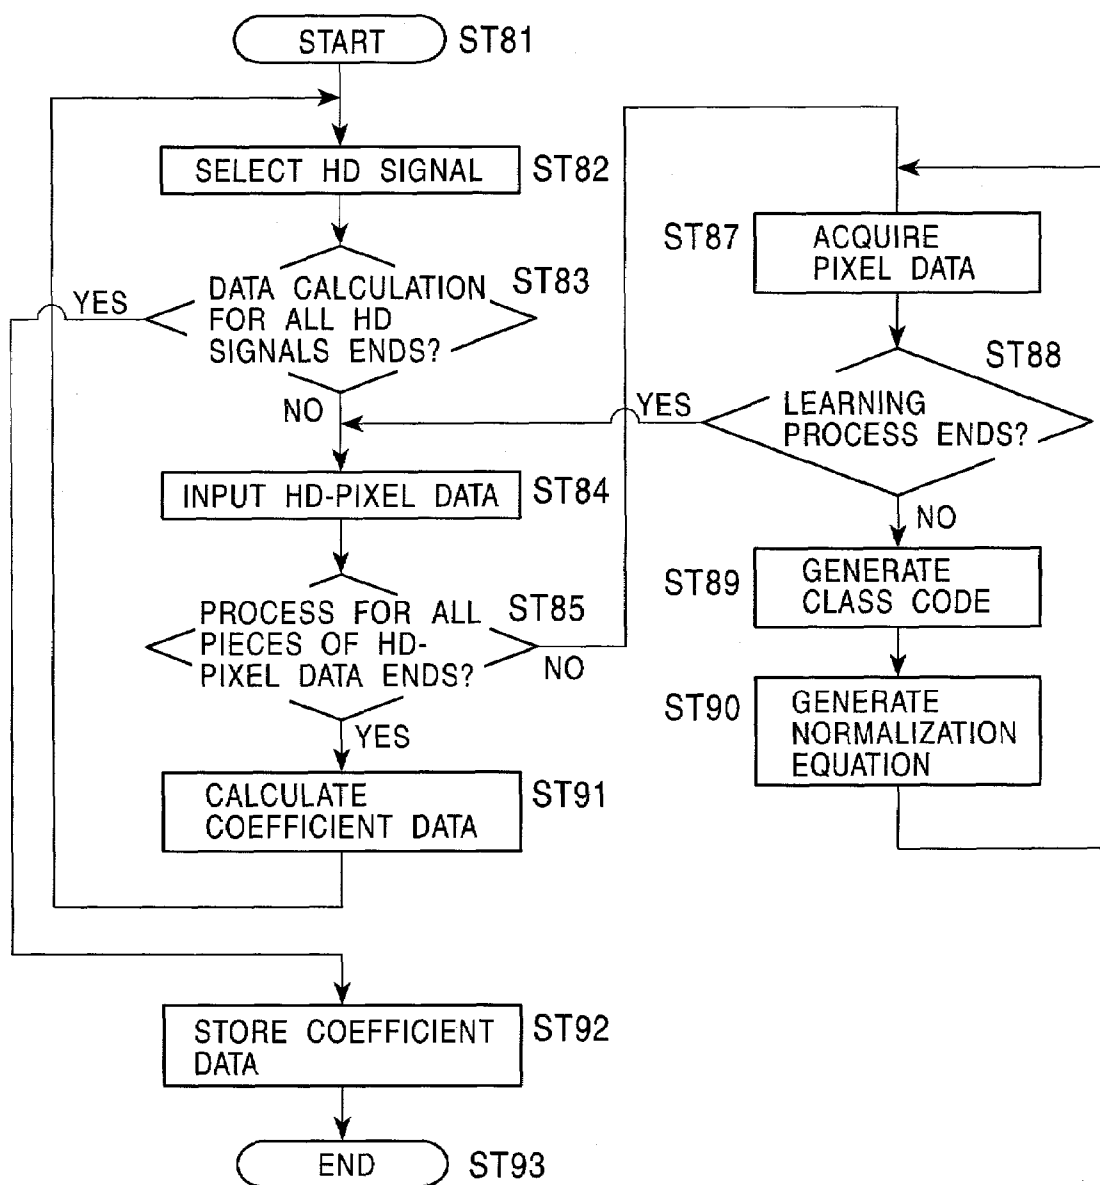 START
ST81
SELECT HD SIGNAL
ST82
DATA CALCULATION
FOR ALL HD
SIGNALS ENDS?
ST83
YES
NO
INPUT HD-PIXEL DATA
ST84
PROCESS FOR ALL
PIECES OF HD-
PIXEL DATA ENDS?
ST85
NO
YES
CALCULATE
COEFFICIENT DATA
ST91
STORE COEFFICIENT
DATA
ST92
END
ST93
ST87
ACQUIRE
PIXEL DATA
ST88
LEARNING
PROCESS ENDS?
YES
NO
ST89
GENERATE
CLASS CODE
ST90
GENERATE
NORMALIZATION
EQUATION